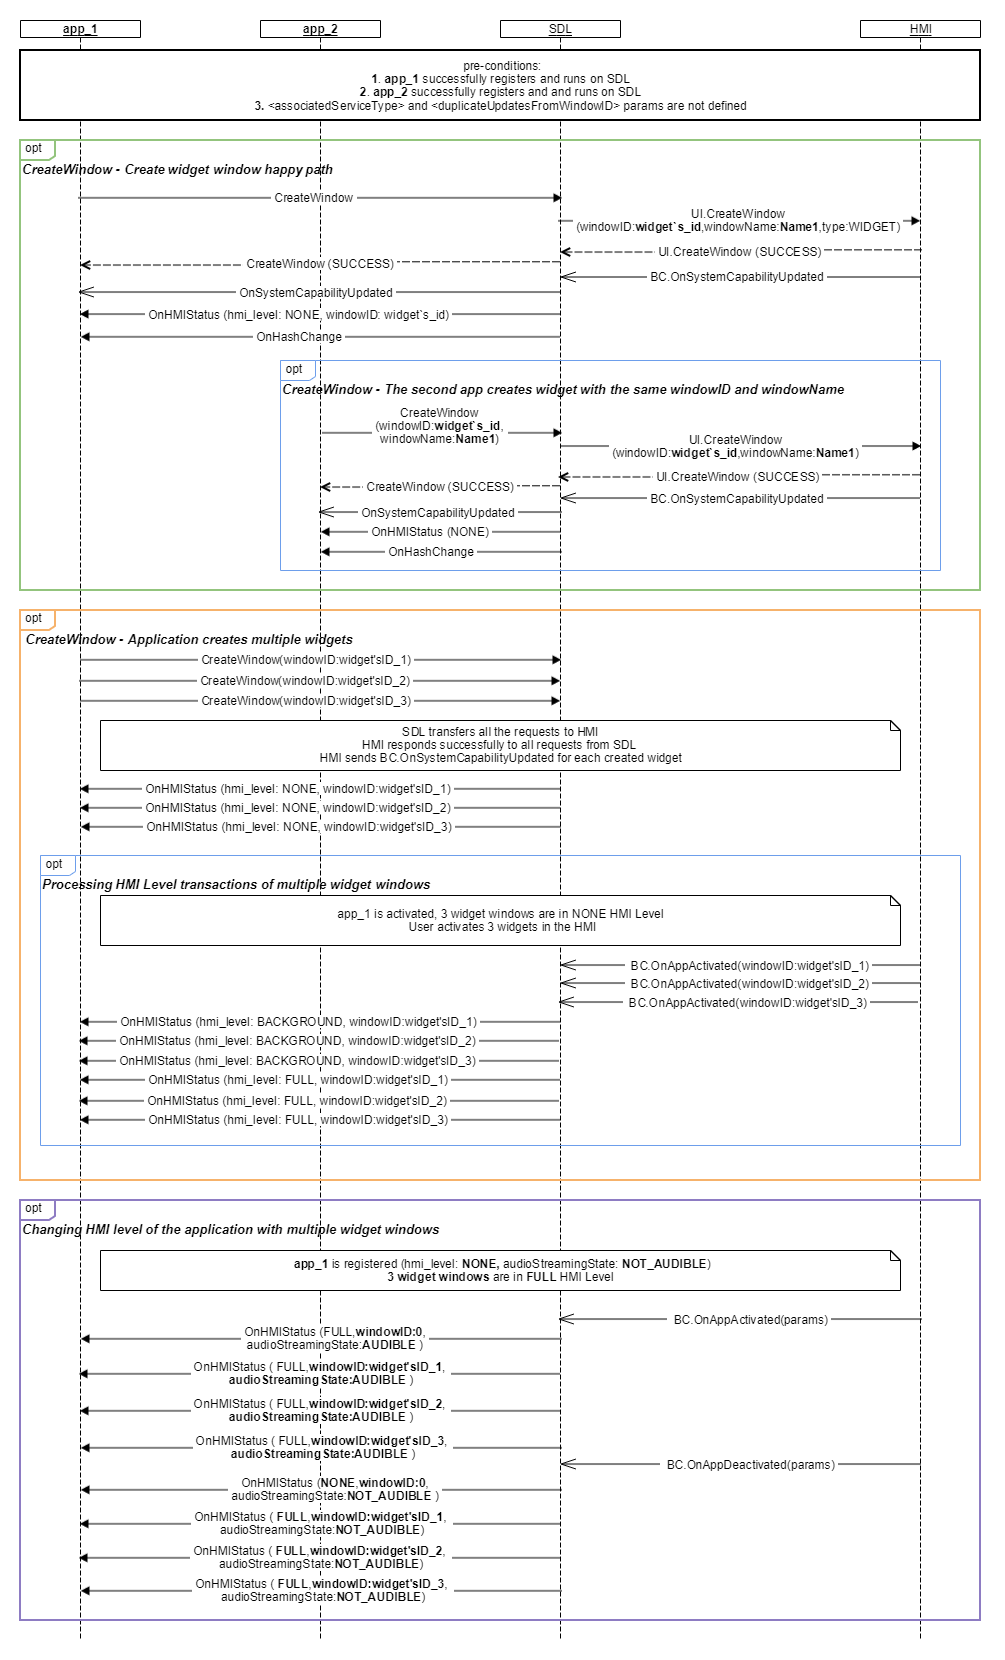 app_1
app_2
SDL
HMI
pre-conditions:
1. app_1 successfully registers and runs on SDL
2. app_2 successfully registers and and runs on SDL
3. <associatedServiceType> and <duplicateUpdatesFromWindowID> params are not defined
opt
CreateWindow - Create widget window happy path
CreateWindow
UI.CreateWindow
(windowID:widget`s_id,windowName:Name1,type:WIDGET)
UI.CreateWindow (SUCCESS)
CreateWindow (SUCCESS)
BC.OnSystemCapabilityUpdated
OnSystemCapabilityUpdated
OnHMIStatus (hmi_level: NONE, windowID: widget`s_id)
OnHashChange
opt
CreateWindow - The second app creates widget with the same windowID and windowName
CreateWindow
(windowID:widget`s_id,
windowName:Name1)
UI.CreateWindow
(windowID:widget`s_id,windowName:Name1)
UI.CreateWindow (SUCCESS)
CreateWindow (SUCCESS)
BC.OnSystemCapabilityUpdated
OnSystemCapabilityUpdated
OnHMIStatus (NONE)
OnHashChange
opt
CreateWindow - Application creates multiple widgets
CreateWindow(windowID:widget'sID_1)
CreateWindow(windowID:widget'sID_2)
CreateWindow(windowID:widget'sID_3)
SDL transfers all the requests to HMI
HMI responds successfully to all requests from SDL
HMI sends BC.OnSystemCapabilityUpdated for each created widget
OnHMIStatus (hmi_level: NONE, windowID:widget'sID_1)
OnHMIStatus (hmi_level: NONE, windowID:widget'sID_2)
OnHMIStatus (hmi_level: NONE, windowID:widget'sID_3)
opt
Processing HMI Level transactions of multiple widget windows
app_1 is activated, 3 widget windows are in NONE HMI Level
User activates 3 widgets in the HMI
BC.OnAppActivated(windowID:widget'sID_1)
BC.OnAppActivated(windowID:widget'sID_2)
BC.OnAppActivated(windowID:widget'sID_3)
OnHMIStatus (hmi_level: BACKGROUND, windowID:widget'sID_1)
OnHMIStatus (hmi_level: BACKGROUND, windowID:widget'sID_2)
OnHMIStatus (hmi_level: BACKGROUND, windowID:widget'sID_3)
OnHMIStatus (hmi_level: FULL, windowID:widget'sID_1)
OnHMIStatus (hmi_level: FULL, windowID:widget'sID_2)
OnHMIStatus (hmi_level: FULL, windowID:widget'sID_3)
opt
Changing HMI level of the application with multiple widget windows
app_1 is registered (hmi_level: NONE, audioStreamingState: NOT_AUDIBLE)
3 widget windows are in FULL HMI Level
BC.OnAppActivated(params)
OnHMIStatus (FULL,windowID:0,
audioStreamingState:AUDIBLE )
OnHMIStatus ( FULL,windowID:widget'sID_1,
audioStreamingState:AUDIBLE )
OnHMIStatus ( FULL,windowID:widget'sID_2,
audioStreamingState:AUDIBLE )
OnHMIStatus ( FULL,windowID:widget'sID_3,
audioStreamingState:AUDIBLE )
BC.OnAppDeactivated(params)
OnHMIStatus (NONE,windowID:0,
audioStreamingState:NOT_AUDIBLE )
OnHMIStatus ( FULL,windowID:widget'sID_1,
audioStreamingState:NOT_AUDIBLE)
OnHMIStatus ( FULL,windowID:widget'sID_2,
audioStreamingState:NOT_AUDIBLE)
OnHMIStatus ( FULL,windowID:widget'sID_3,
audioStreamingState:NOT_AUDIBLE)